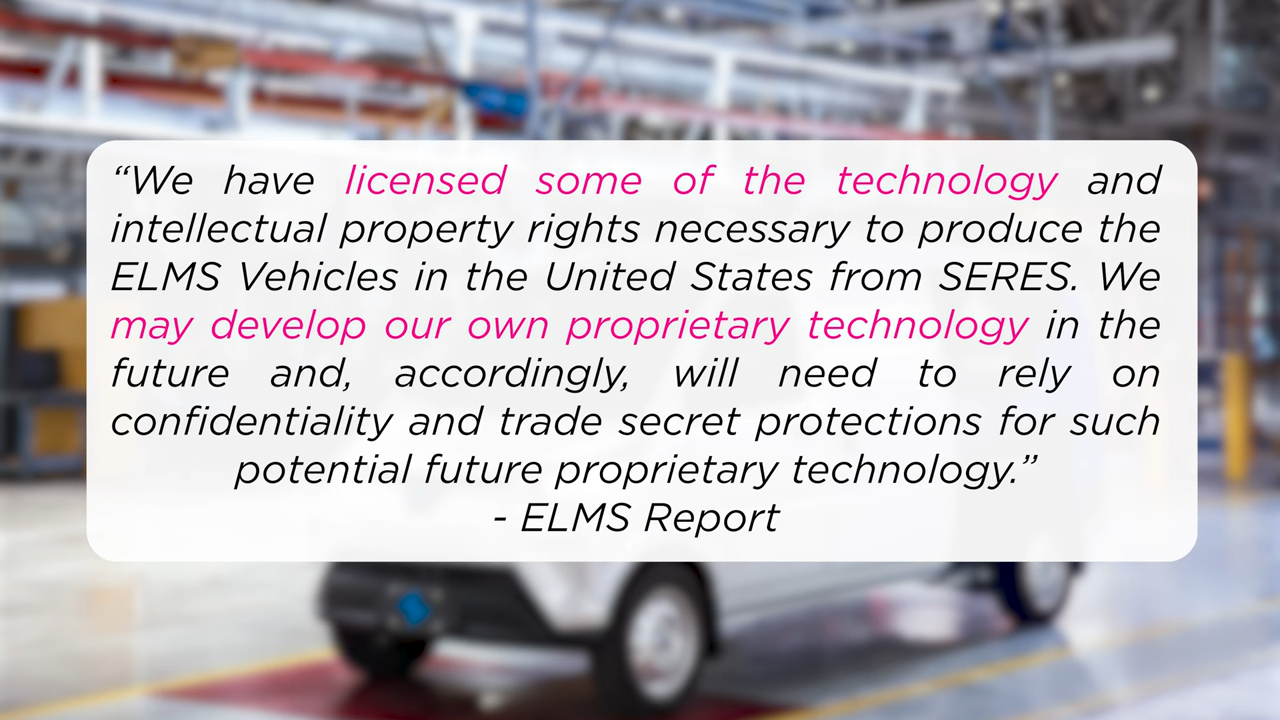 “We have licensed some of the technology and
intellectual property rights necessary to produce the
ELMS Vehicles in the United States from SERES. We
may develop our own proprietary technology in the
future and, accordingly, will need to rely on
confidentiality and trade secret protections for such
potential future proprietary technology.”
- ELMS Report